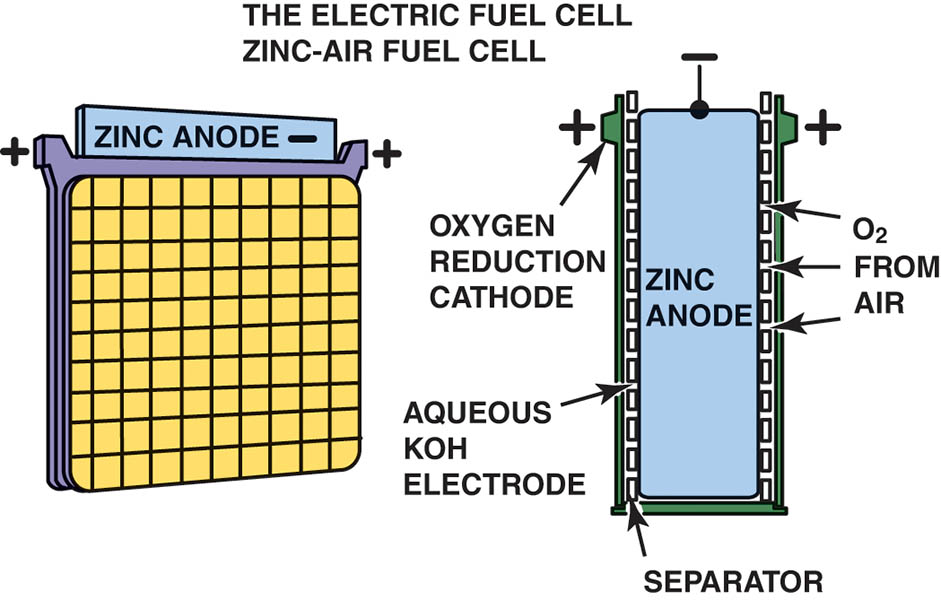 THE ELECTRIC FUEL CELL
ZINC-AIR FUEL CELL
+
ZINC ANODE −
+
−
+
+
OXYGEN
REDUCTION
CATHODE
ZINC
ANODE
O₂
FROM
AIR
AQUEOUS
KOH
ELECTRODE
SEPARATOR